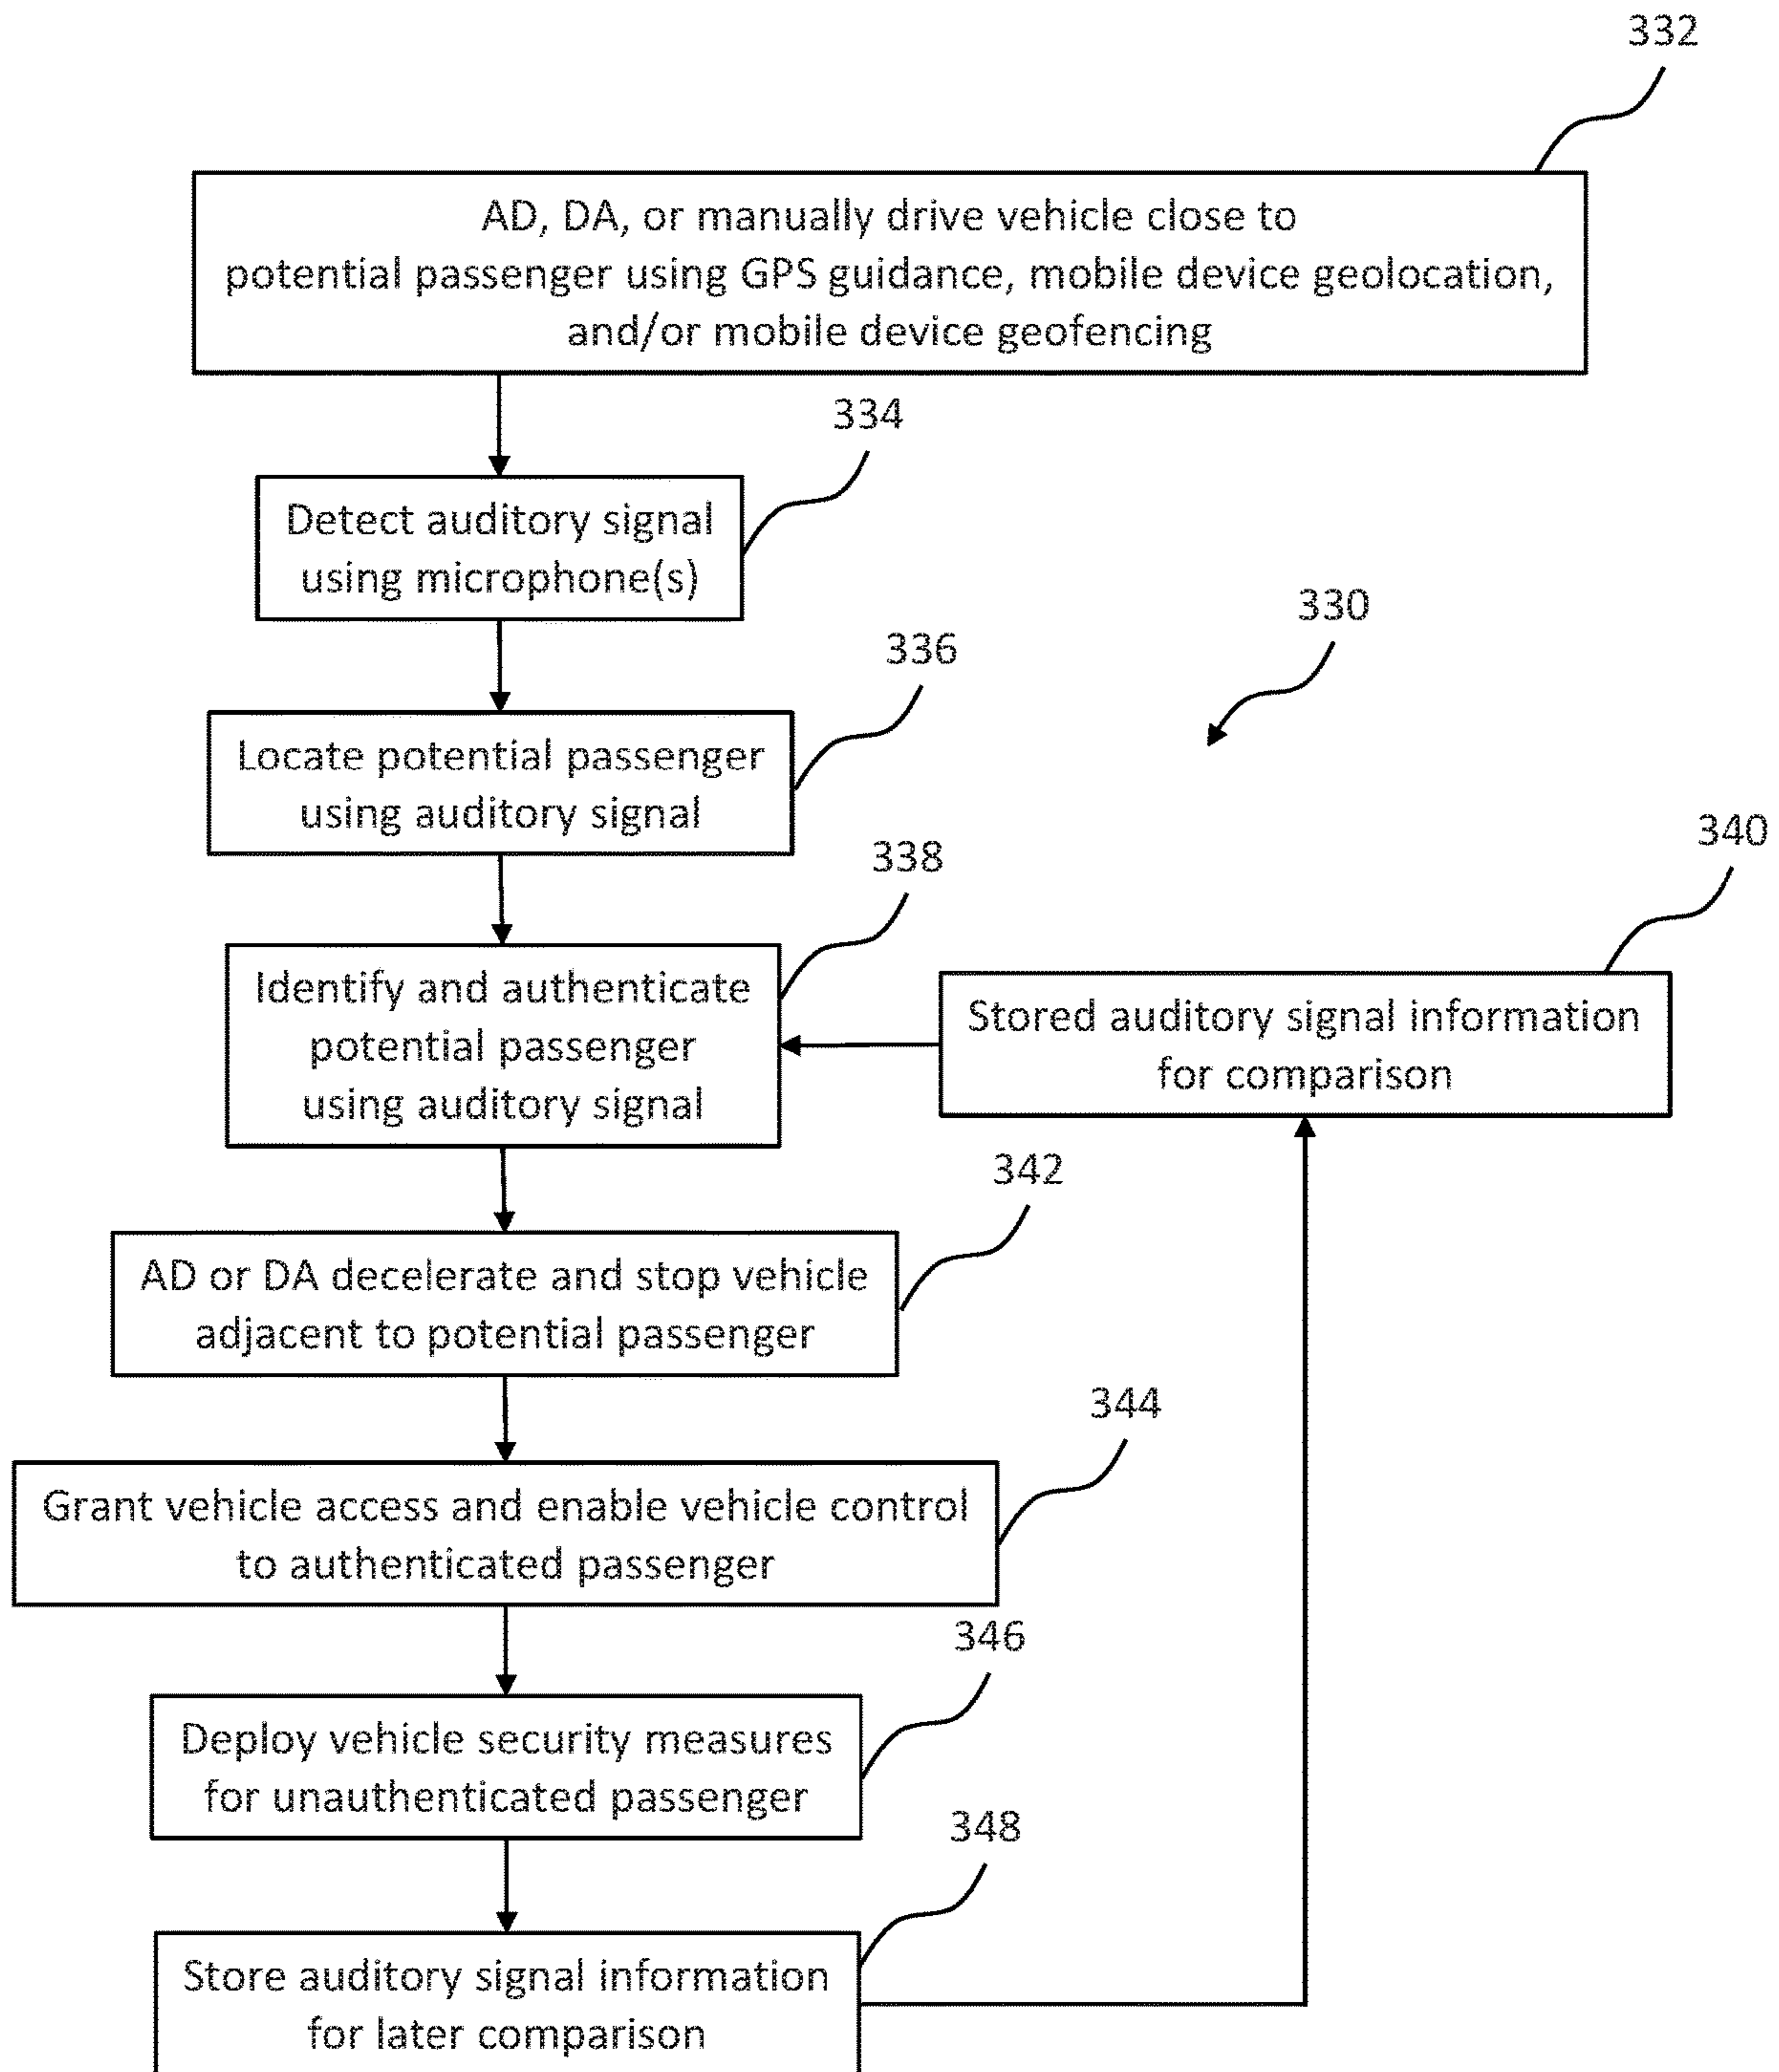 332
AD, DA, or manually drive vehicle close to
potential passenger using GPS guidance, mobile device geolocation,
and/or mobile device geofencing
334
Detect auditory signal
using microphone(s)
330
336
Locate potential passenger
using auditory signal
338
340
Identify and authenticate
potential passenger
using auditory signal
Stored auditory signal information
for comparison
342
AD or DA decelerate and stop vehicle
adjacent to potential passenger
344
Grant vehicle access and enable vehicle control
to authenticated passenger
346
Deploy vehicle security measures
for unauthenticated passenger
348
Store auditory signal information
for later comparison